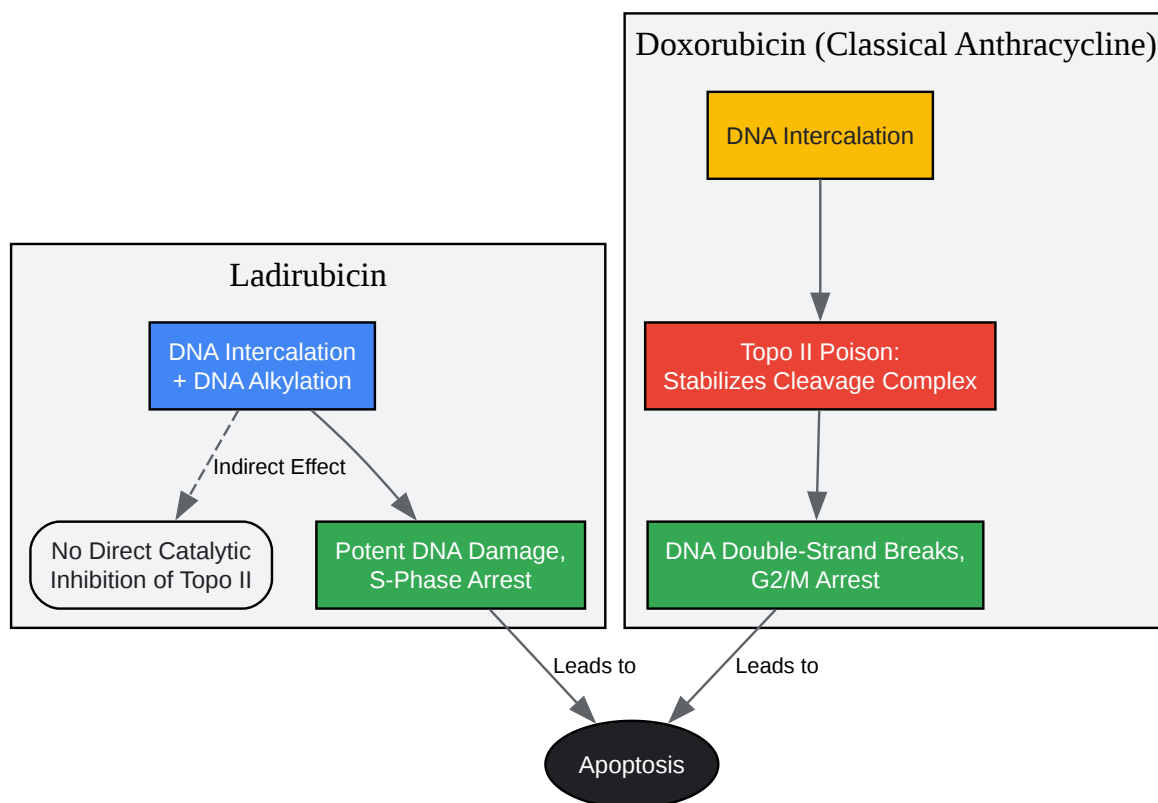 Doxorubicin (Classical Anthracycline)
DNA Intercalation
Ladirubicin
DNA Intercalation
+ DNA Alkylation
Topo II Poison:
Stabilizes Cleavage Complex
Indirect Effect
No Direct Catalytic
Inhibition of Topo II
Potent DNA Damage,
S-Phase Arrest
DNA Double-Strand Breaks,
G2/M Arrest
Leads to
Leads to
Apoptosis